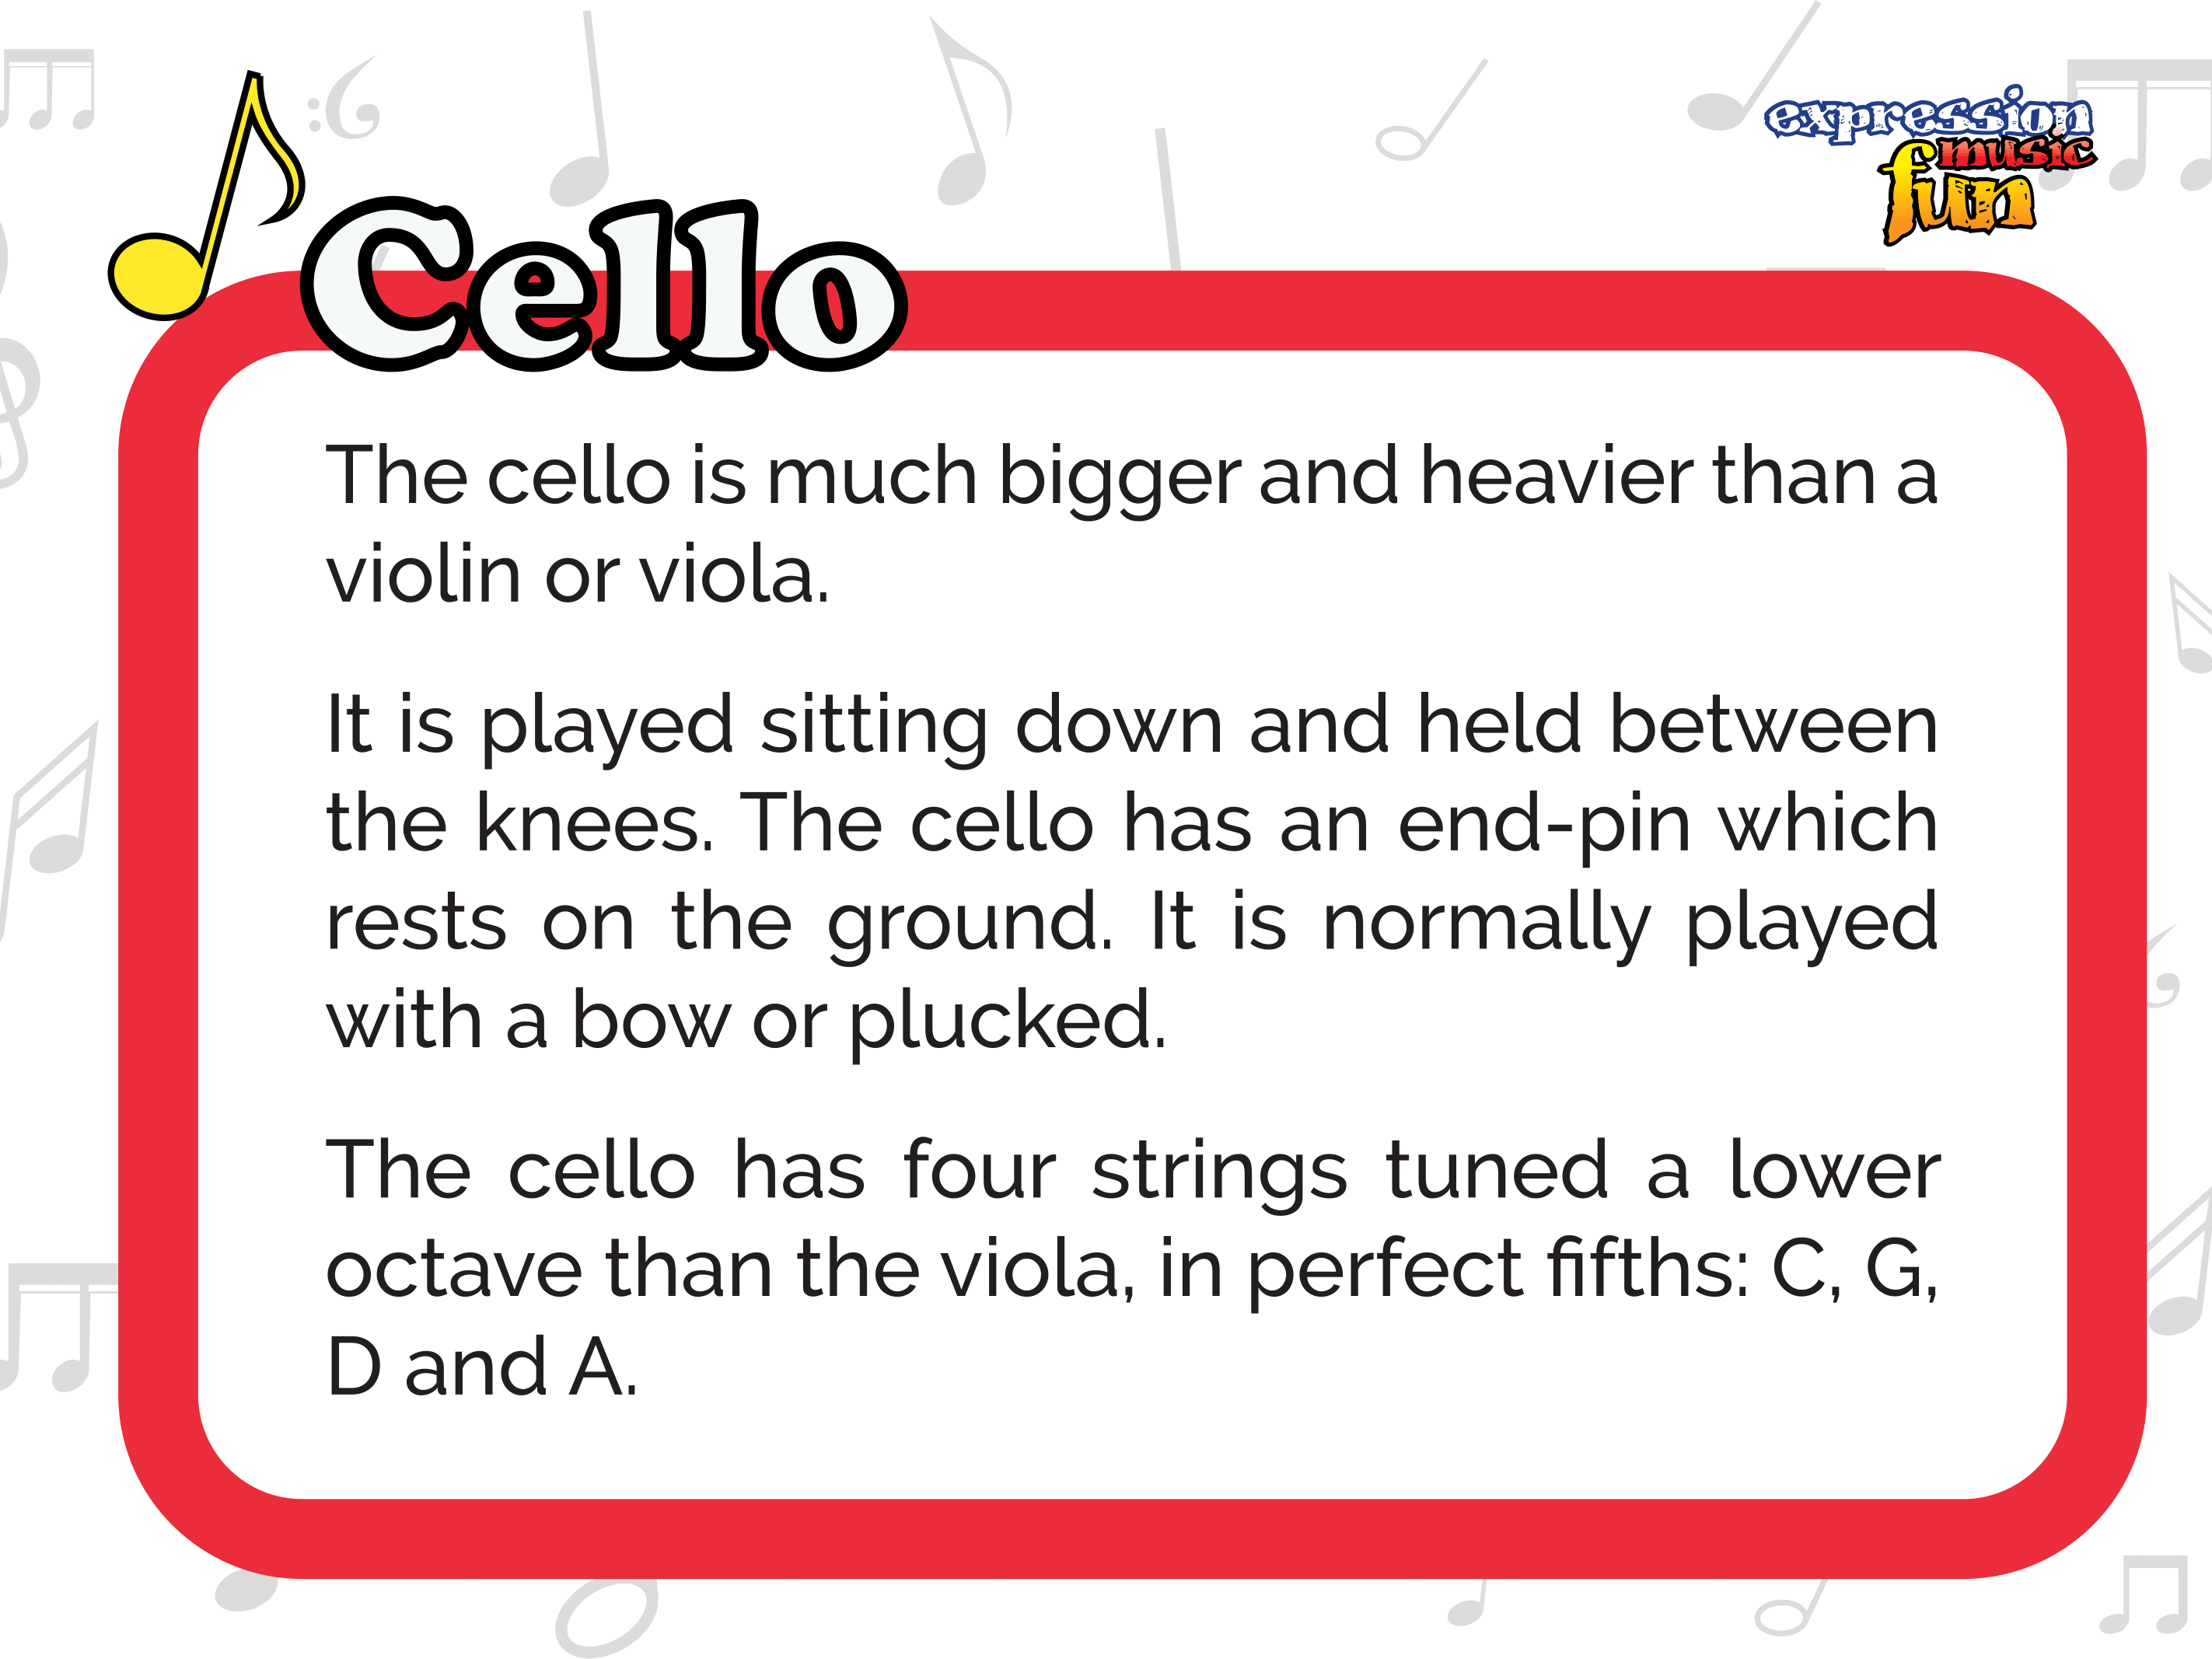 expression
music
fun
Cello
The cello is much bigger and heavier than a
violin or viola.
It is played sitting down and held between
the knees. The cello has an end-pin which
rests on the ground. It is normally played
with a bow or plucked.
The cello has four strings tuned a lower
octave than the viola, in perfect fifths: C, G,
D and A.